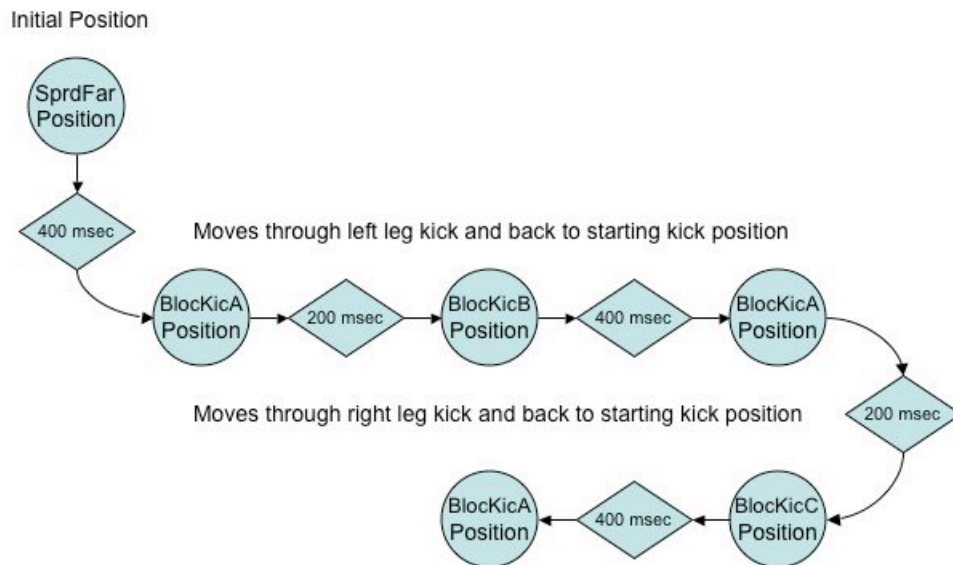 Initial Position
SprdFar
Position
400 msec
Moves through left leg kick and back to starting kick position
BlocKicA
Position
200 msec
BlocKicB
Position
400 msec
BlocKicA
Position
200 msec
Moves through right leg kick and back to starting kick position
BlocKicC
Position
400 msec
BlocKicA
Position